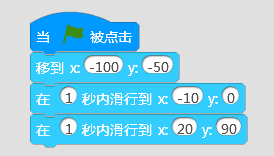 当 被点击
移到 x: -100 y: -50
在 1 秒内滑行到 x: -10 y: 0
在 1 秒内滑行到 x: 20 y: 90